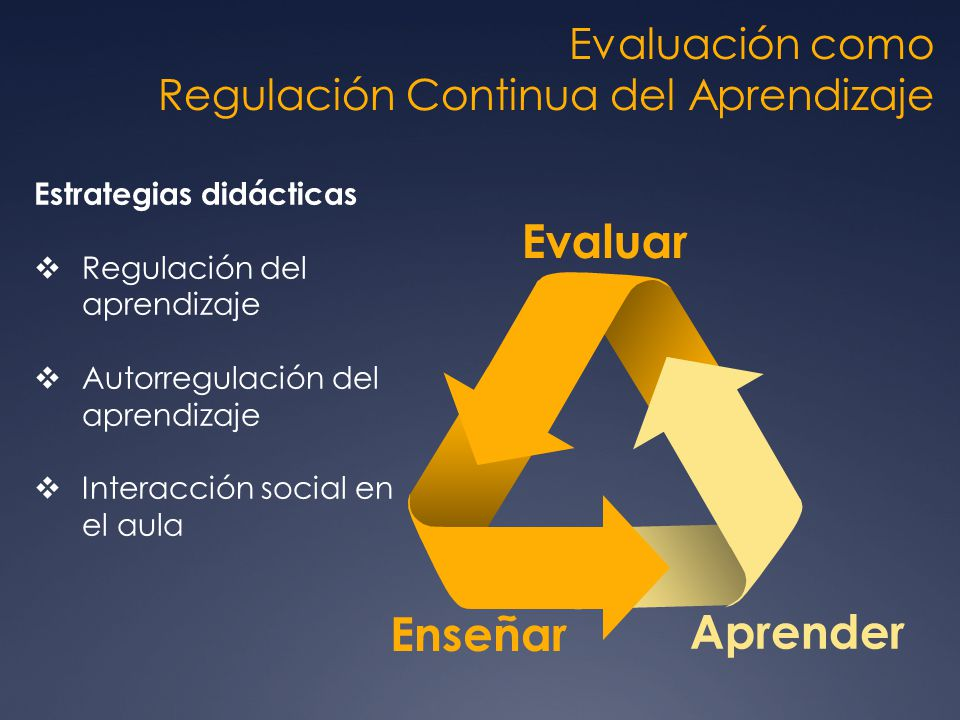 Evaluación como
Regulación Continua del Aprendizaje
Estrategias didácticas
❖ Regulación del
aprendizaje
❖ Autorregulación del
aprendizaje
❖ Interacción social en
el aula
Evaluar
Enseñar
Aprender